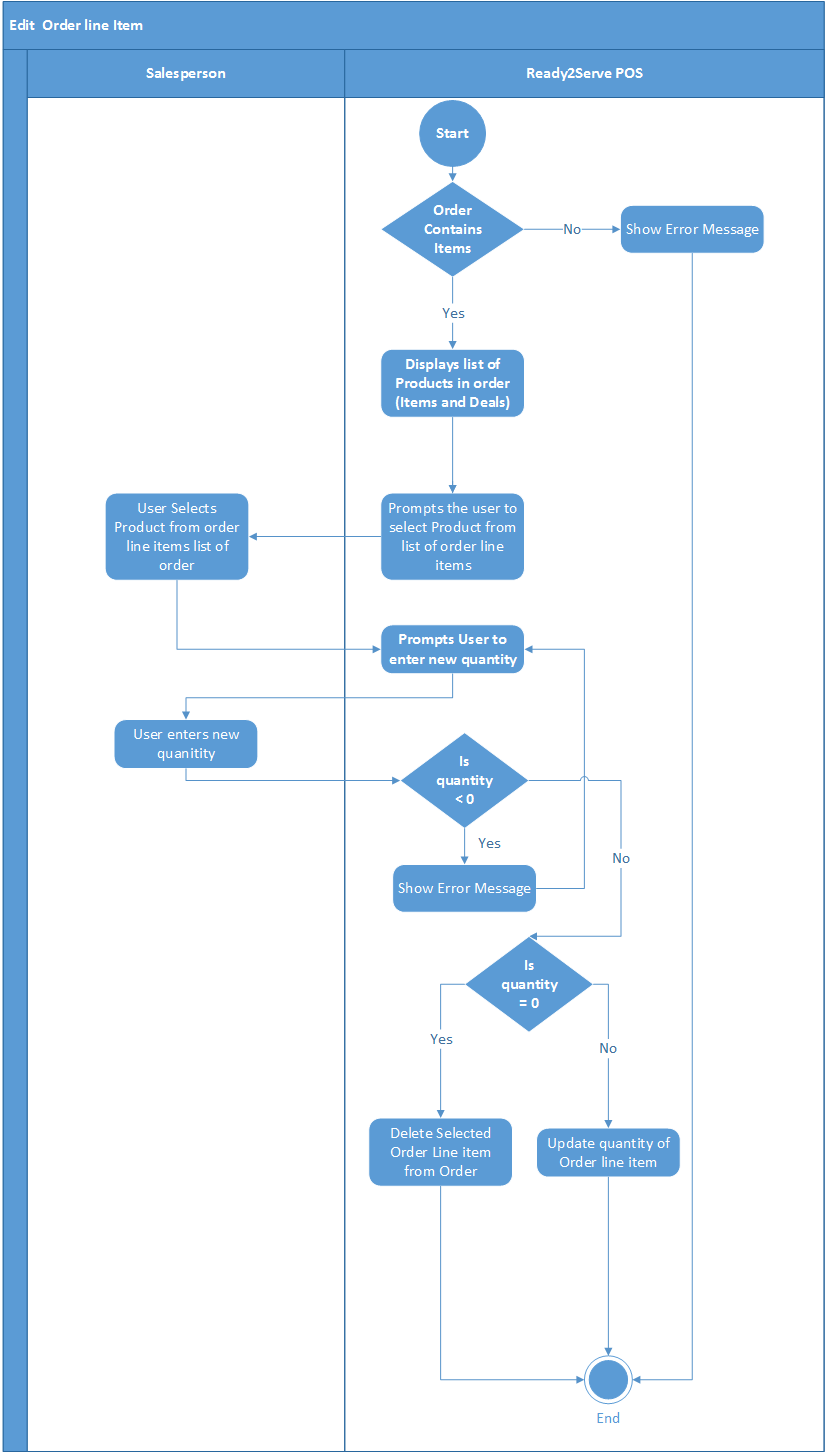 Edit Order line Item
Salesperson
Ready2Serve POS
Start
Order
Contains
Items
No
Show Error Message
Yes
Displays list of
Products in order
(Items and Deals)
User Selects
Product from order
line items list of
order
Prompts the user to
select Product from
list of order line
items
Prompts User to
enter new quantity
User enters new
quanitity
Is
quantity
< 0
Yes
No
Show Error Message
Is
quantity
= 0
Yes
No
Delete Selected
Order Line item
from Order
Update quantity of
Order line item
End